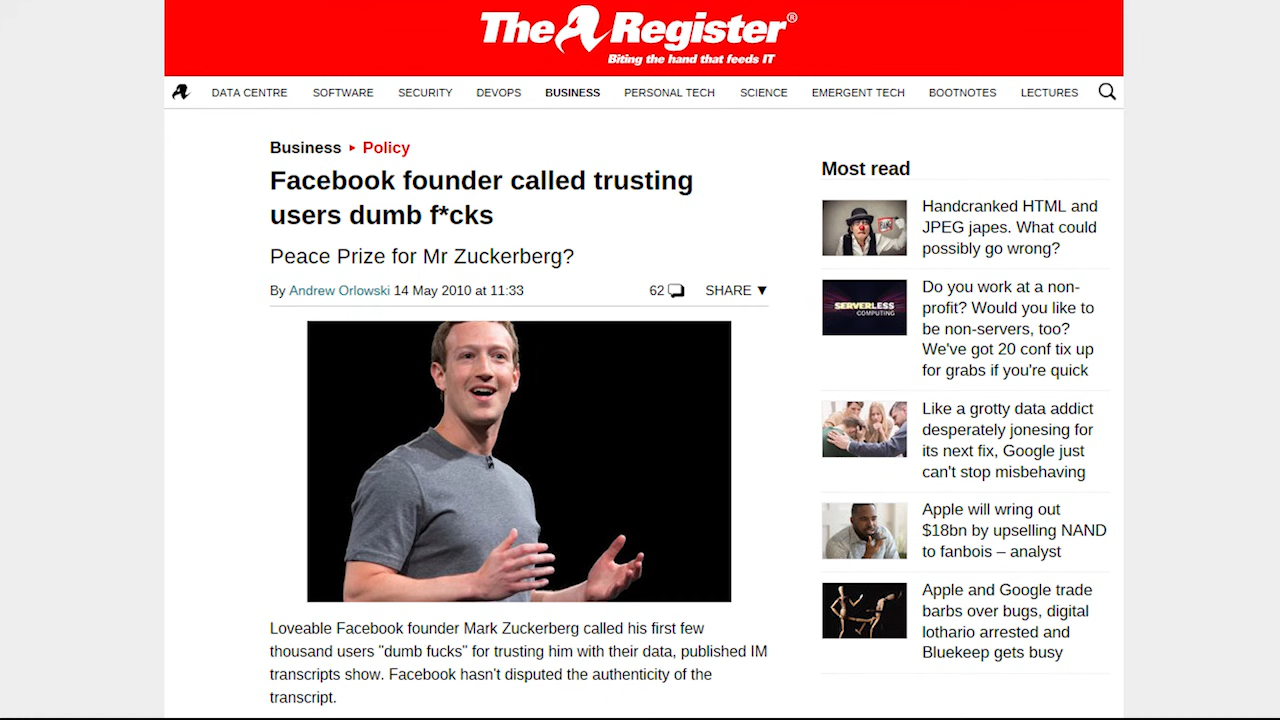 The Register®
Biting the hand that feeds IT
DATA CENTRE SOFTWARE SECURITY DEVOPS BUSINESS PERSONAL TECH SCIENCE EMERGENT TECH BOOTNOTES LECTURES
Business ▸ Policy
Facebook founder called trusting
users dumb f*cks
Peace Prize for Mr Zuckerberg?
By Andrew Orlowski 14 May 2010 at 11:33
62 SHARE ▼
Loveable Facebook founder Mark Zuckerberg called his first few
thousand users "dumb fucks" for trusting him with their data, published IM
transcripts show. Facebook hasn't disputed the authenticity of the
transcript.
Most read
Handcranked HTML and
JPEG japes. What could
possibly go wrong?
SERVERLESS
COMPUTING
Do you work at a non-
profit? Would you like to
be non-servers, too?
We've got 20 conf tix up
for grabs if you're quick
Like a grotty data addict
desperately jonesing for
its next fix, Google just
can't stop misbehaving
Apple will wring out
$18bn by upselling NAND
to fanbois – analyst
Apple and Google trade
barbs over bugs, digital
lothario arrested and
Bluekeep gets busy